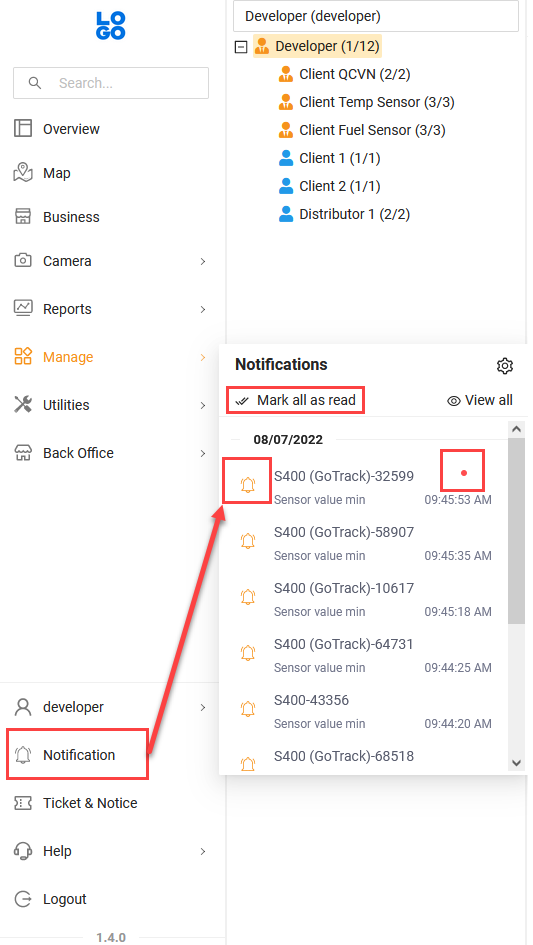 LO
GO
Search...
Overview
Map
Business
Camera
Reports
Manage
Utilities
Back Office
developer
Notification
Ticket & Notice
Help
Logout
1.4.0
Developer (developer)
Developer (1/12)
Client QCVN (2/2)
Client Temp Sensor (3/3)
Client Fuel Sensor (3/3)
Client 1 (1/1)
Client 2 (1/1)
Distributor 1 (2/2)
Notifications
Mark all as read View all
08/07/2022
S400 (GoTrack)-32599
Sensor value min 09:45:53 AM
S400 (GoTrack)-58907
Sensor value min 09:45:35 AM
S400 (GoTrack)-10617
Sensor value min 09:45:18 AM
S400 (GoTrack)-64731
Sensor value min 09:44:25 AM
S400-43356
Sensor value min 09:44:20 AM
S400 (GoTrack)-68518